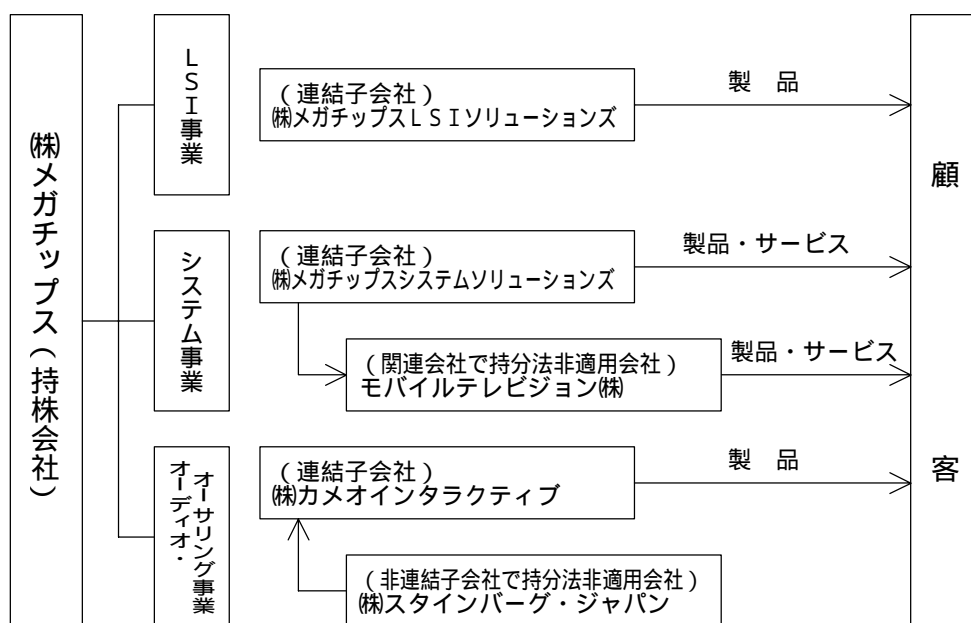 ㈱メガチップス(持株会社)
LSI事業
(連結子会社)
㈱メガチップスLSIソリューションズ
製 品
システム事業
(連結子会社)
㈱メガチップスシステムソリューションズ
製品・サービス
(関連会社で持分法非適用会社)
モバイルテレビジョン㈱
製品・サービス
オーディオ・
オーサリング事業
(連結子会社)
㈱カメオインタラクティブ
製 品
(非連結子会社で持分法非適用会社)
㈱スタインバーグ・ジャパン
顧 客